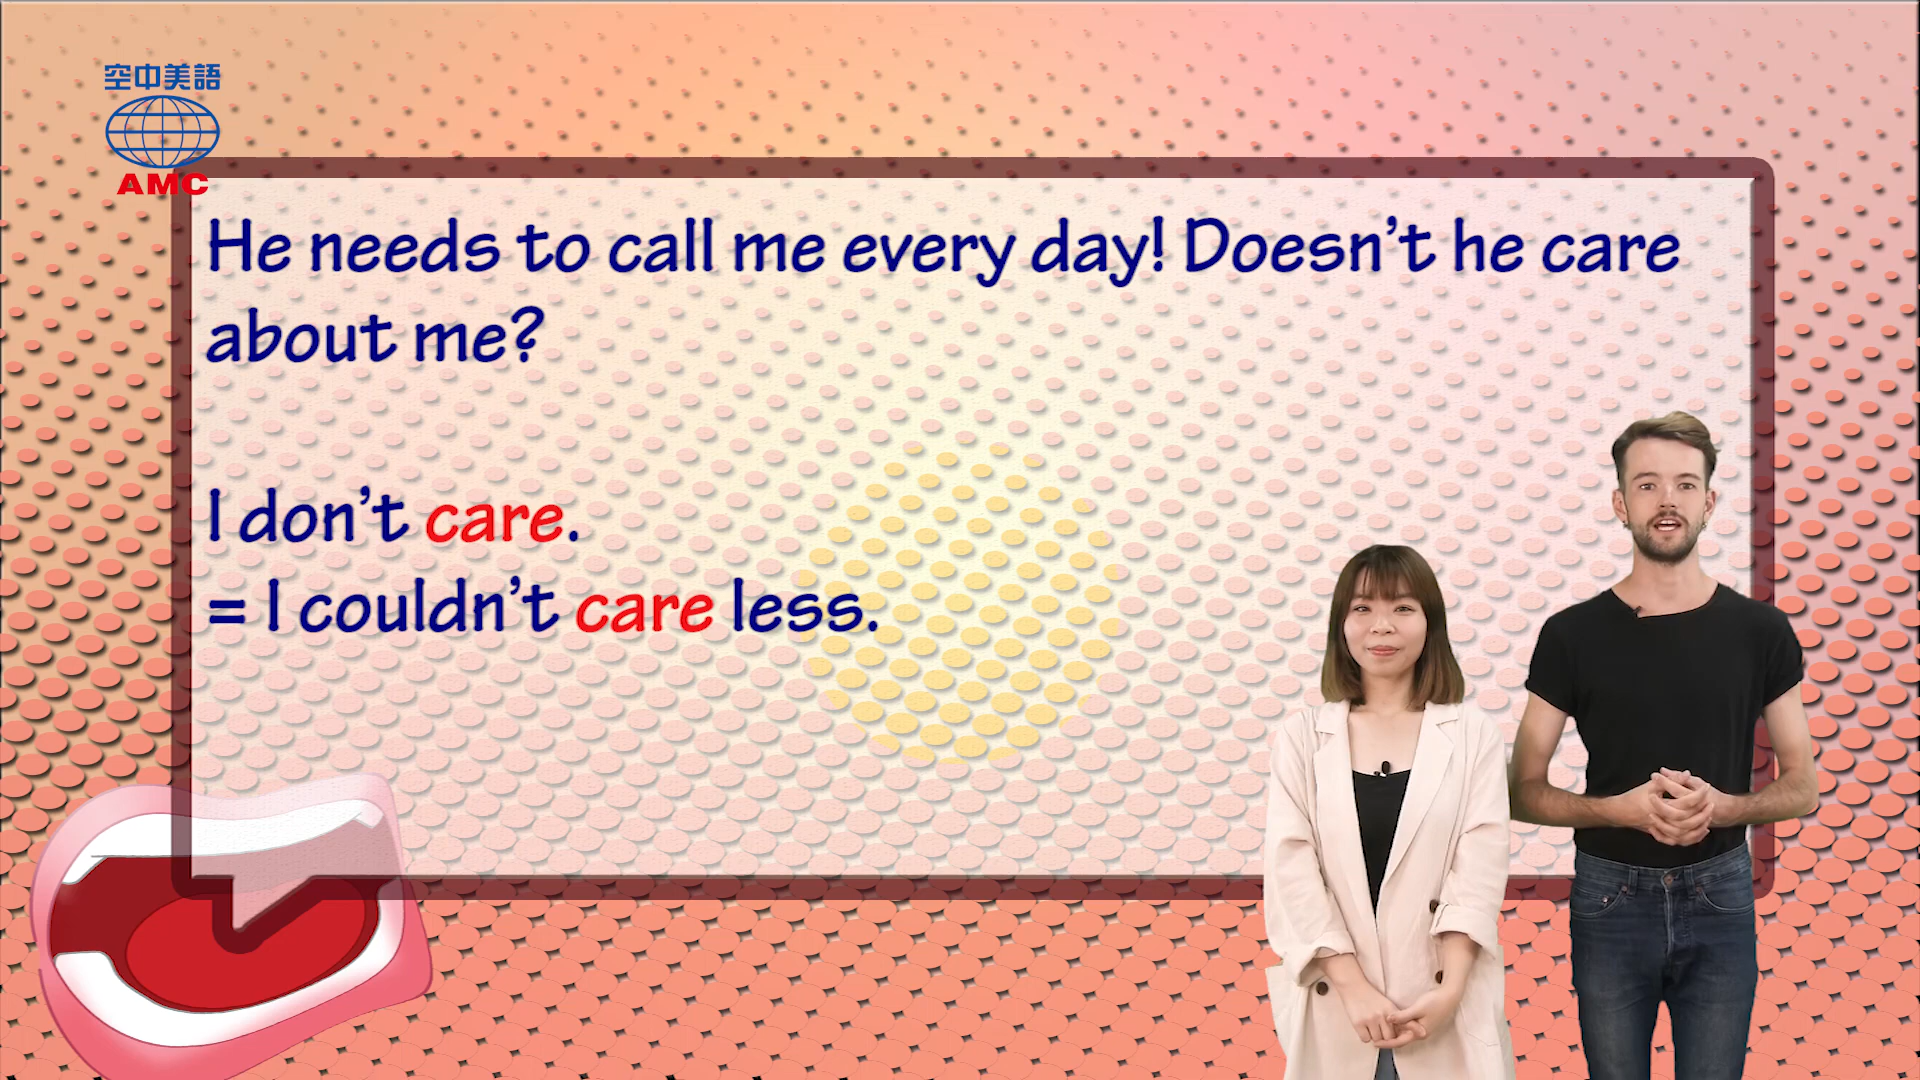 空中美語
AMC
He needs to call me every day! Doesn't he care
about me?
I don't care.
= I couldn't care less.